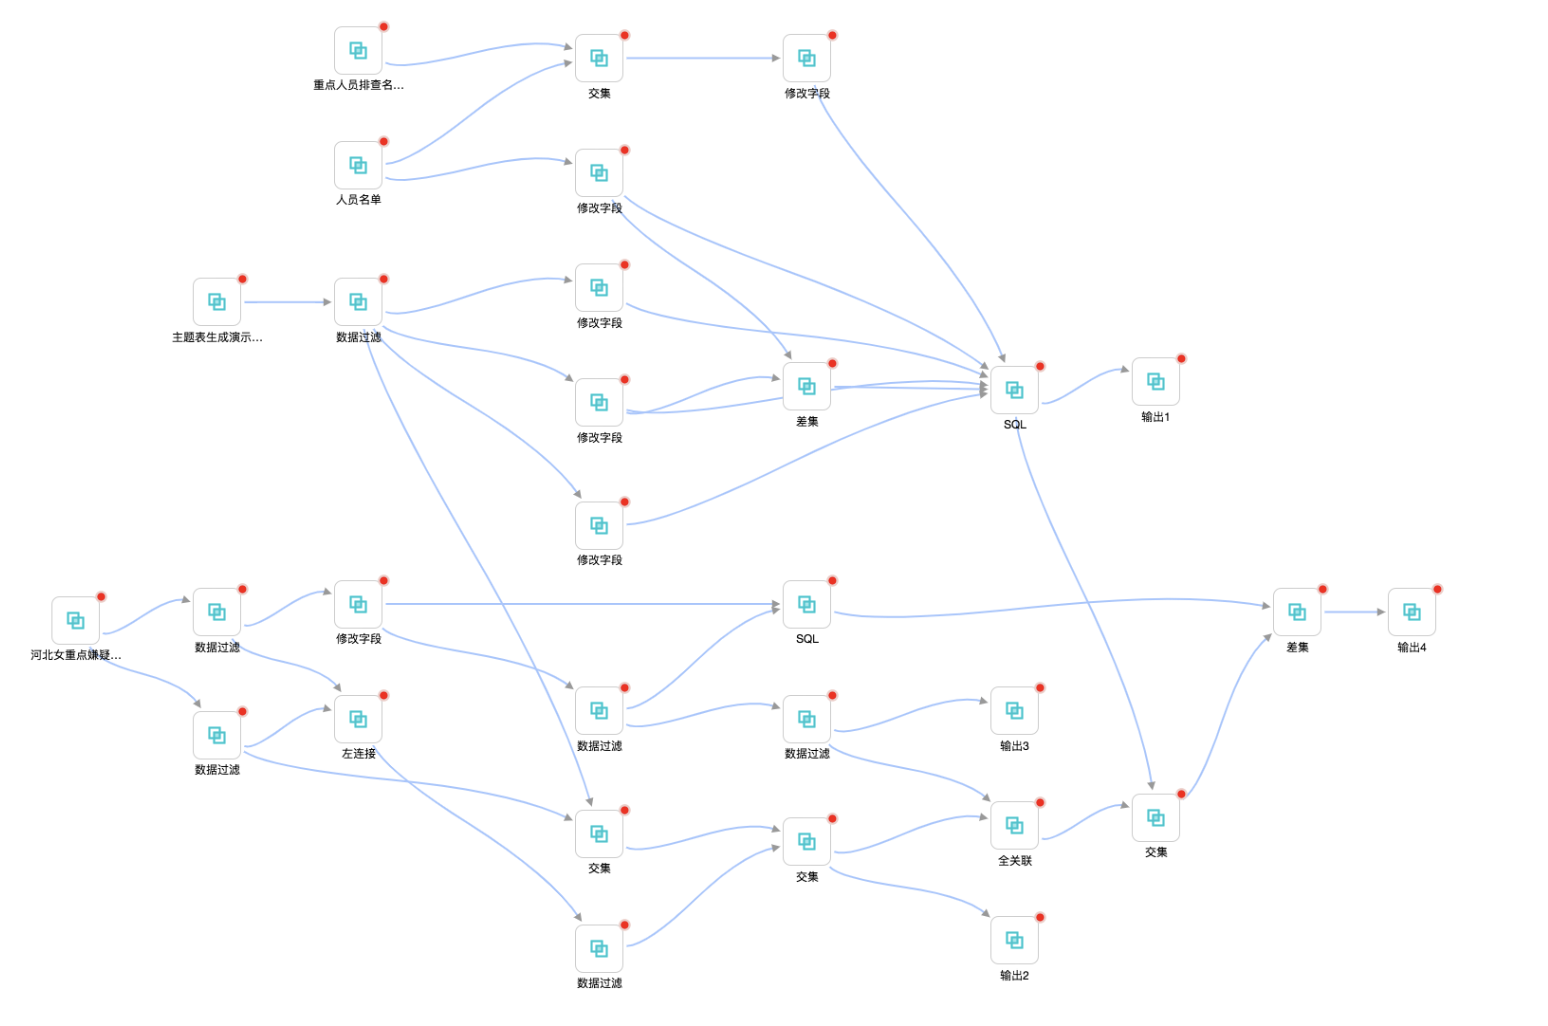 重点人员排查名...
交集
修改字段
人员名单
修改字段
主题表生成演示...
数据过滤
修改字段
修改字段
差集
SQL
输出1
修改字段
河北女重点嫌疑...
数据过滤
修改字段
SQL
差集
输出4
数据过滤
左连接
数据过滤
数据过滤
输出3
交集
交集
全关联
交集
数据过滤
输出2